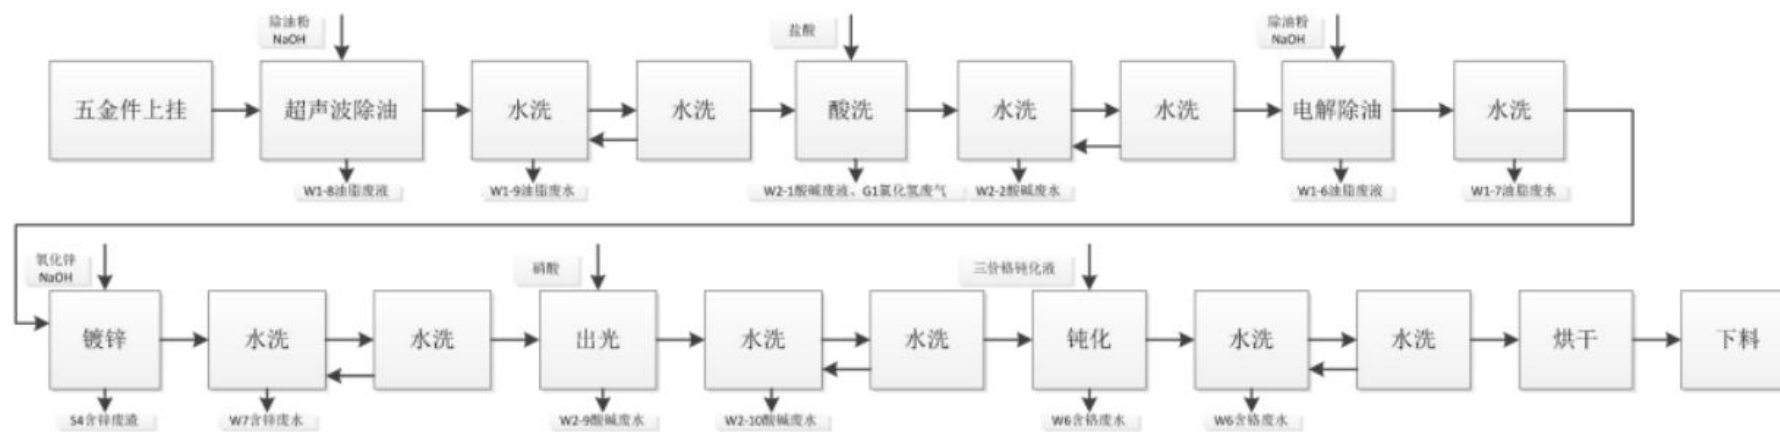 除油粉
NaOH
盐酸
除油粉
NaOH
五金件上挂
超声波除油
水洗
水洗
酸洗
水洗
水洗
电解除油
水洗
W1-8油脂废液
W1-9油脂废水
W2-1酸碱废液、G1氯化氢废气
W2-2酸碱废水
W1-6油脂废液
W1-7油脂废水
氧化锌
NaOH
硝酸
三价铬钝化液
镀锌
水洗
水洗
出光
水洗
水洗
钝化
水洗
水洗
烘干
下料
S4含锌废渣
W7含锌废水
W2-9酸碱废水
W2-10酸碱废水
W6含铬废水
W6含铬废水